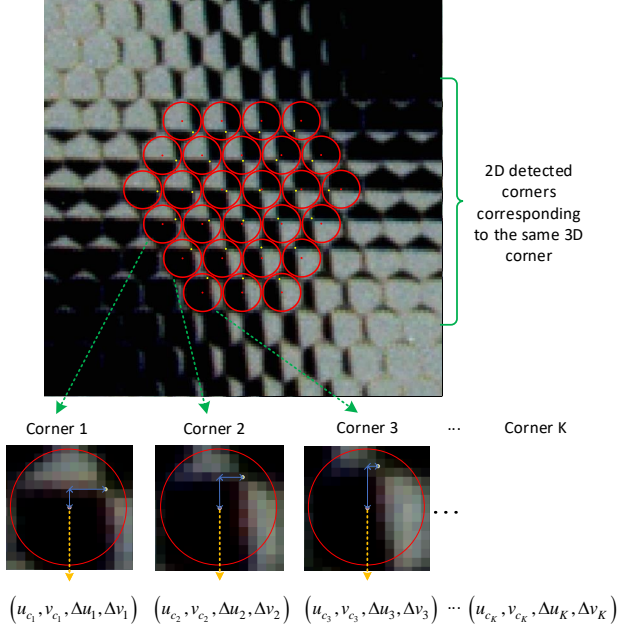 2D detected
corners
corresponding
to the same 3D
corner
Corner 1 Corner 2 Corner 3 ... Corner K
...
(u_{c_1}, v_{c_1}, Δu_1, Δv_1) (u_{c_2}, v_{c_2}, Δu_2, Δv_2) (u_{c_3}, v_{c_3}, Δu_3, Δv_3) ... (u_{c_K}, v_{c_K}, Δu_K, Δv_K)